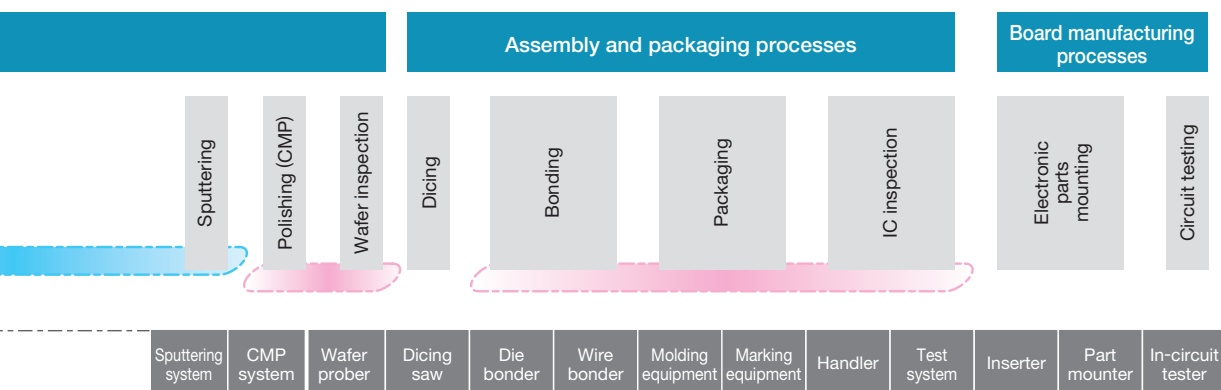 Assembly and packaging processes
Board manufacturing
processes
Sputtering
Polishing (CMP)
Wafer inspection
Dicing
Bonding
Packaging
IC inspection
Electronic
parts
mounting
Circuit testing
Sputtering
system
CMP
system
Wafer
prober
Dicing
saw
Die
bonder
Wire
bonder
Molding
equipment
Marking
equipment
Handler
Test
system
Inserter
Part
mounter
In-circuit
tester